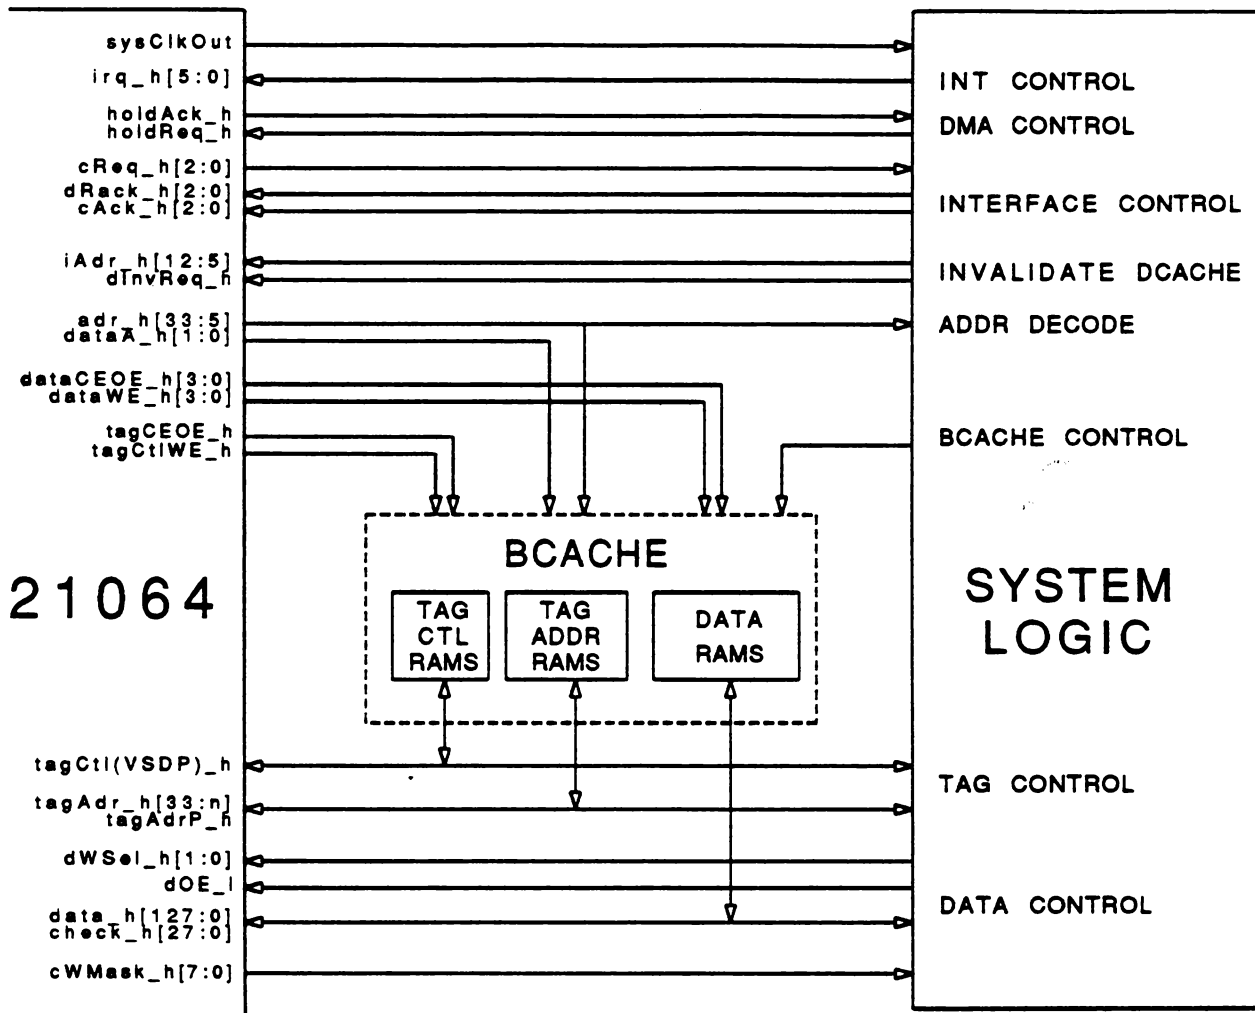 sysClkOut
irq_h[5:0]
INT CONTROL
holdAck_h
holdReq_h
DMA CONTROL
cReq_h[2:0]
dRack_h[2:0]
cAck_h[2:0]
INTERFACE CONTROL
iAdr_h[12:5]
dInvReq_h
INVALIDATE DCACHE
adr_h[33:5]
dataA_h[1:0]
ADDR DECODE
dataCEOE_h[3:0]
dataWE_h[3:0]
tagCEOE_h
tagCtlWE_h
BCACHE CONTROL
BCACHE
21064
TAG
CTL
RAMS
TAG
ADDR
RAMS
DATA
RAMS
SYSTEM
LOGIC
tagCtl(VSDP)_h
TAG CONTROL
tagAdr_h[33:n]
tagAdrP_h
dWSel_h[1:0]
dOE_l
data_h[127:0]
check_h[27:0]
DATA CONTROL
cWMask_h[7:0]